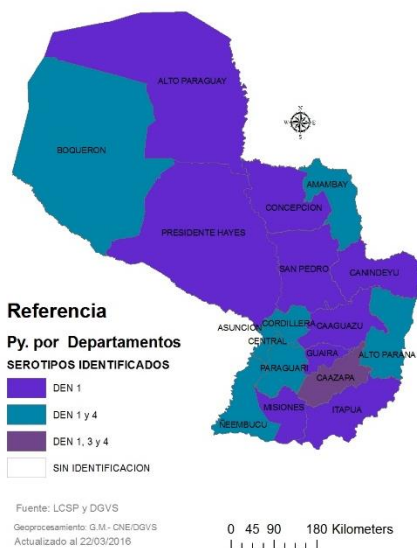 ALTO PARAGUAY
BOQUERON
AMAMBAY
CONCEPCION
PRESIDENTE HAYES
SAN PEDRO
CANINDEYU
Referencia
Py. por Departamentos
SEROTIPOS IDENTIFICADOS
DEN 1
DEN 1 y 4
DEN 1, 3 y 4
SIN IDENTIFICACION
ASUNCION
CORDILLERA
CENTRAL
CAAGUAZU
GUAIRA
ALTO PARANA
PARAGUARI
CAAZAPA
MISIONES
ITAPUA
ÑEEMBUCU
Fuente: LCSP y DGVS
Geoprocesamiento: G.M.- CNE/DGVS
Actualizado al 22/03/2016
0 45 90 180 Kilometers